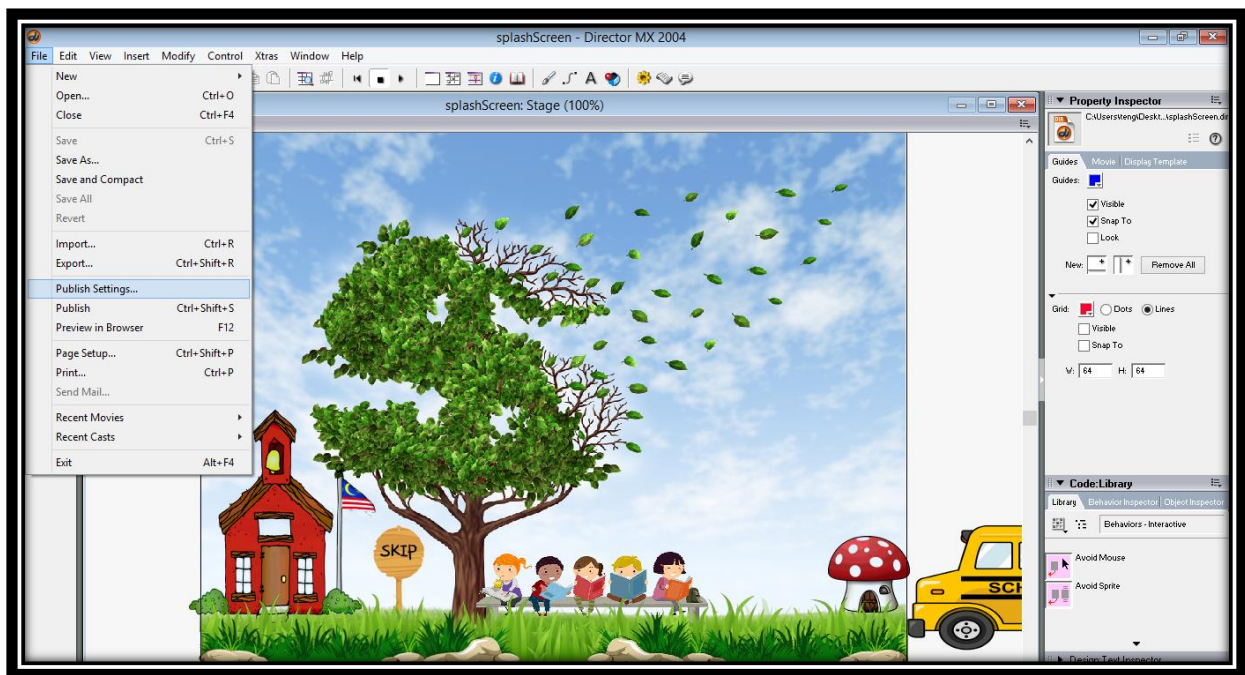 splashScreen - Director MX 2004
File Edit View Insert Modify Control Xtras Window Help
New
Open... Ctrl+O
Close Ctrl+F4
Save Ctrl+S
Save As...
Save and Compact
Save All
Revert
Import... Ctrl+R
Export... Ctrl+Shift+R
Publish Settings...
Publish Ctrl+Shift+S
Preview in Browser F12
Page Setup... Ctrl+Shift+P
Print... Ctrl+P
Send Mail...
Recent Movies
Recent Casts
Exit Alt+F4
splashScreen: Stage (100%)
SKIP
SCH
Property Inspector
C:\Users\teng\Deskt...\splashScreen.dir
Guides Movie Display Template
Guides:
Visible
Snap To
Lock
New: Remove All
Grid: Dots Lines
Visible
Snap To
W: 64 H: 64
Code:Library
Library Behavior Inspector Object Inspector
Behaviors - Interactive
Avoid Mouse
Avoid Sprite
Design:Text Inspector